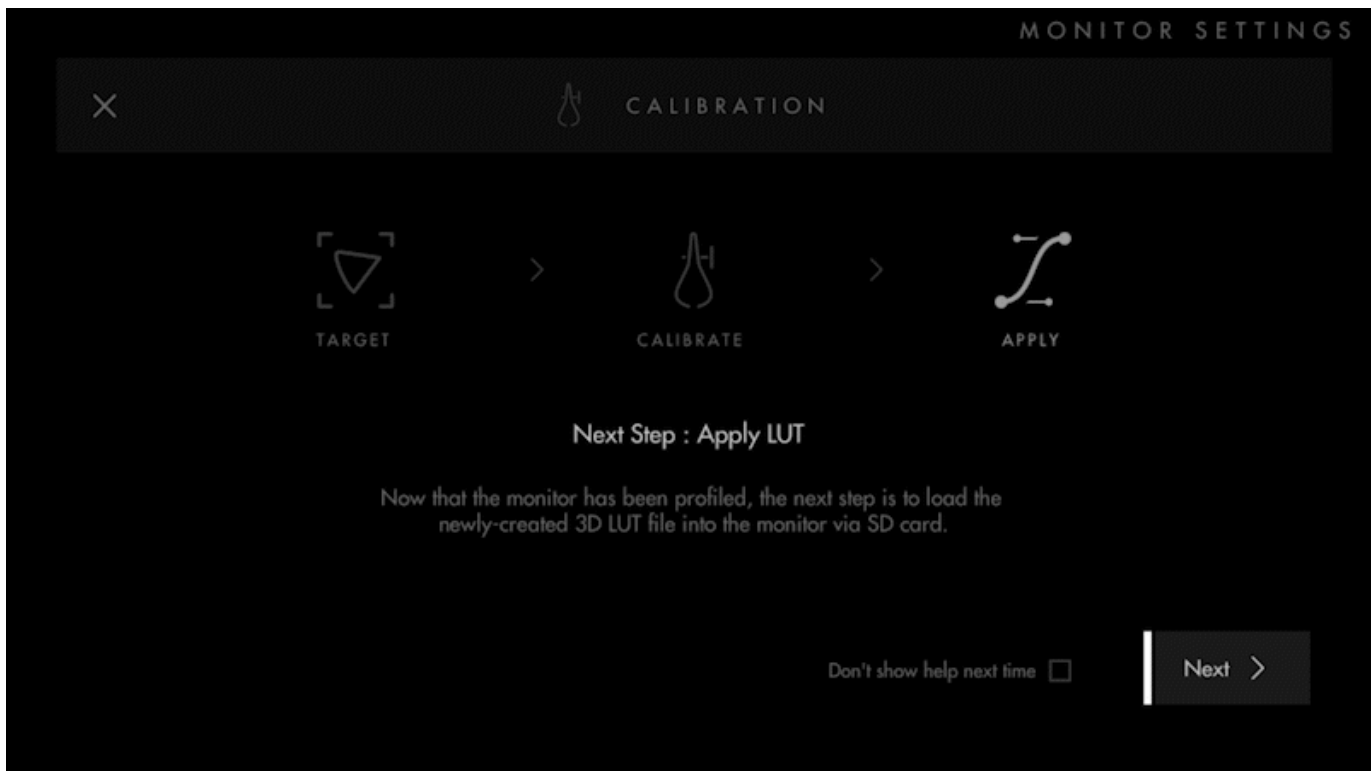 MONITOR SETTINGS
CALIBRATION
TARGET
CALIBRATE
APPLY
Next Step : Apply LUT
Now that the monitor has been profiled, the next step is to load the
newly-created 3D LUT file into the monitor via SD card.
Don't show help next time
Next